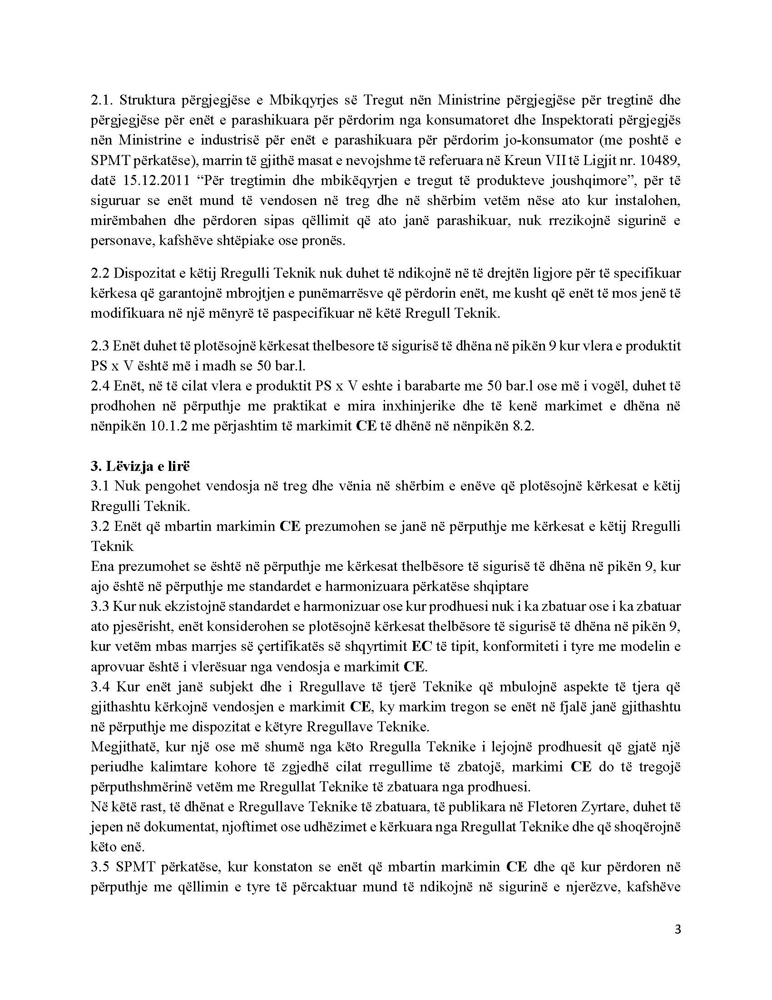 2.1. Struktura përgjegjëse e Mbikqyrjes së Tregut nën Ministrine përgjegjëse për tregtinë dhe
përgjegjëse për enët e parashikuara për përdorim nga konsumatoret dhe Inspektorati përgjegjës
nën Ministrine e industrisë për enët e parashikuara për përdorim jo-konsumator (me poshtë e
SPMT përkatëse), marrin të gjithë masat e nevojshme të referuara në Kreun VII të Ligjit nr. 10489,
datë 15.12.2011 “Për tregtimin dhe mbikëqyrjen e tregut të produkteve joushqimore”, për të
siguruar se enët mund të vendosen në treg dhe në shërbim vetëm nëse ato kur instalohen,
mirëmbahen dhe përdoren sipas qëllimit që ato janë parashikuar, nuk rrezikojnë sigurinë e
personave, kafshëve shtëpiake ose pronës.
2.2 Dispozitat e këtij Rregulli Teknik nuk duhet të ndikojnë në të drejtën ligjore për të specifikuar
kërkesa që garantojnë mbrojtjen e punëmarrësve që përdorin enët, me kusht që enët të mos jenë të
modifikuara në një mënyrë të paspecifikuar në këtë Rregull Teknik.
2.3 Enët duhet të plotësojnë kërkesat thelbesore të sigurisë të dhëna në pikën 9 kur vlera e produktit
PS x V është më i madh se 50 bar.l.
2.4 Enët, në të cilat vlera e produktit PS x V eshte i barabarte me 50 bar.l ose më i vogël, duhet të
prodhohen në përputhje me praktikat e mira inxhinjerike dhe të kenë markimet e dhëna në
nënpikën 10.1.2 me përjashtim të markimit CE të dhënë në nënpikën 8.2.
3. Lëvizja e lirë
3.1 Nuk pengohet vendosja në treg dhe vënia në shërbim e enëve që plotësojnë kërkesat e këtij
Rregulli Teknik.
3.2 Enët që mbartin markimin CE prezumohen se janë në përputhje me kërkesat e këtij Rregulli
Teknik
Ena prezumohet se është në përputhje me kërkesat thelbësore të sigurisë të dhëna në pikën 9, kur
ajo është në përputhje me standardet e harmonizuara përkatëse shqiptare
3.3 Kur nuk ekzistojnë standardet e harmonizuar ose kur prodhuesi nuk i ka zbatuar ose i ka zbatuar
ato pjesërisht, enët konsiderohen se plotësojnë kërkesat thelbësore të sigurisë të dhëna në pikën 9,
kur vetëm mbas marrjes së çertifikatës së shqyrtimit EC të tipit, konformiteti i tyre me modelin e
aprovuar është i vlerësuar nga vendosja e markimit CE.
3.4 Kur enët janë subjekt dhe i Rregullave të tjerë Teknike që mbulojnë aspekte të tjera që
gjithashtu kërkojnë vendosjen e markimit CE, ky markim tregon se enët në fjalë janë gjithashtu
në përputhje me dispozitat e këtyre Rregullave Teknike.
Megjithatë, kur një ose më shumë nga këto Rregulla Teknike i lejojnë prodhuesit që gjatë një
periudhe kalimtare kohore të zgjedhë cilat rregullime të zbatojë, markimi CE do të tregojë
përputhshmërinë vetëm me Rregullat Teknike të zbatuara nga prodhuesi.
Në këtë rast, të dhënat e Rregullave Teknike të zbatuara, të publikara në Fletoren Zyrtare, duhet të
jepen në dokumentat, njoftimet ose udhëzimet e kërkuara nga Rregullat Teknike dhe që shoqërojnë
këto enë.
3.5 SPMT përkatëse, kur konstaton se enët që mbartin markimin CE dhe që kur përdoren në
përputhje me qëllimin e tyre të përcaktuar mund të ndikojnë në sigurinë e njerëzve, kafshëve
3